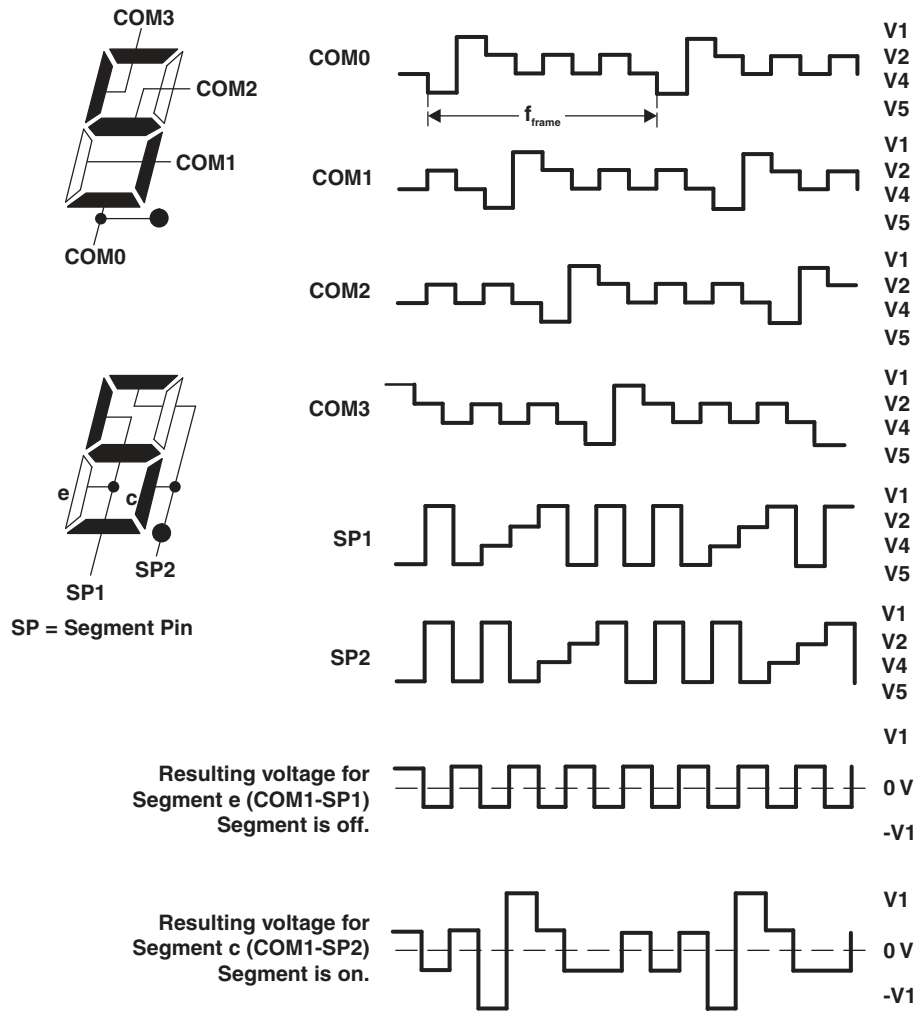 COM3
COM2
COM1
COM0
COM0
f frame
V1
V2
V4
V5
COM1
V1
V2
V4
V5
COM2
V1
V2
V4
V5
COM3
V1
V2
V4
V5
e
c
SP2
SP1
SP = Segment Pin
SP1
V1
V2
V4
V5
SP2
V1
V2
V4
V5
Resulting voltage for
Segment e (COM1-SP1)
Segment is off.
V1
0 V
-V1
Resulting voltage for
Segment c (COM1-SP2)
Segment is on.
V1
0 V
-V1